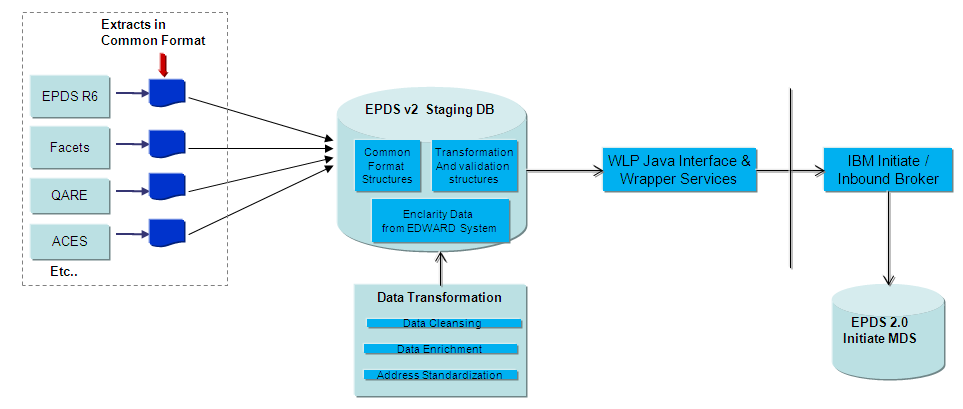 Extracts in
Common Format
EPDS R6
Facets
QARE
ACES
Etc..
EPDS v2  Staging DB
Common
Format
Structures
Transformation
And validation
structures
Enclarity Data
from EDWARD System
Data Transformation
Data Cleansing
Data Enrichment
Address Standardization
WLP Java Interface &
Wrapper Services
IBM Initiate /
Inbound Broker
EPDS 2.0
Initiate MDS